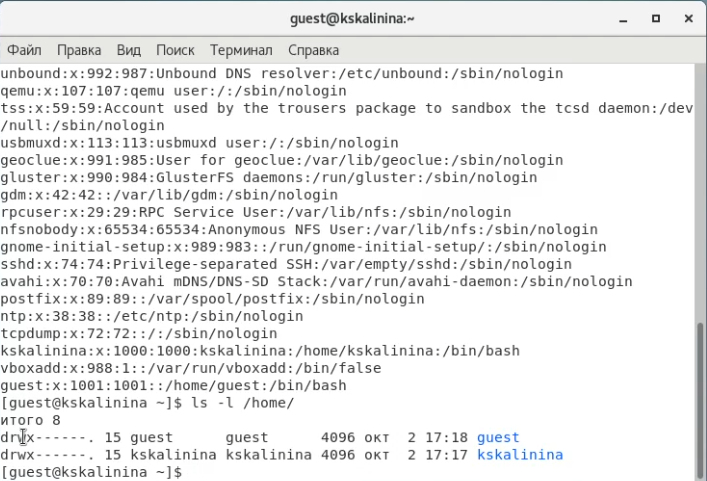 guest@kskalinina:~
Файл Правка Вид Поиск Терминал Справка
unbound:x:992:987:Unbound DNS resolver:/etc/unbound:/sbin/nologin
qemu:x:107:107:qemu user:/:/sbin/nologin
tss:x:59:59:Account used by the trousers package to sandbox the tcsd daemon:/dev
/null:/sbin/nologin
usbmuxd:x:113:113:usbmuxd user:/:/sbin/nologin
geoclue:x:991:985:User for geoclue:/var/lib/geoclue:/sbin/nologin
gluster:x:990:984:GlusterFS daemons:/run/gluster:/sbin/nologin
gdm:x:42:42::/var/lib/gdm:/sbin/nologin
rpcuser:x:29:29:RPC Service User:/var/lib/nfs:/sbin/nologin
nfsnobody:x:65534:65534:Anonymous NFS User:/var/lib/nfs:/sbin/nologin
gnome-initial-setup:x:989:983::/run/gnome-initial-setup/:/sbin/nologin
sshd:x:74:74:Privilege-separated SSH:/var/empty/sshd:/sbin/nologin
avahi:x:70:70:Avahi mDNS/DNS-SD Stack:/var/run/avahi-daemon:/sbin/nologin
postfix:x:89:89::/var/spool/postfix:/sbin/nologin
ntp:x:38:38::/etc/ntp:/sbin/nologin
tcpdump:x:72:72::/:/sbin/nologin
kskalinina:x:1000:1000:kskalinina:/home/kskalinina:/bin/bash
vboxadd:x:988:1::/var/run/vboxadd:/bin/false
guest:x:1001:1001::/home/guest:/bin/bash
[guest@kskalinina ~]$ ls -l /home/
итого 8
drwx------. 15 guest      guest      4096 окт  2 17:18 guest
drwx------. 15 kskalinina kskalinina 4096 окт  2 17:17 kskalinina
[guest@kskalinina ~]$